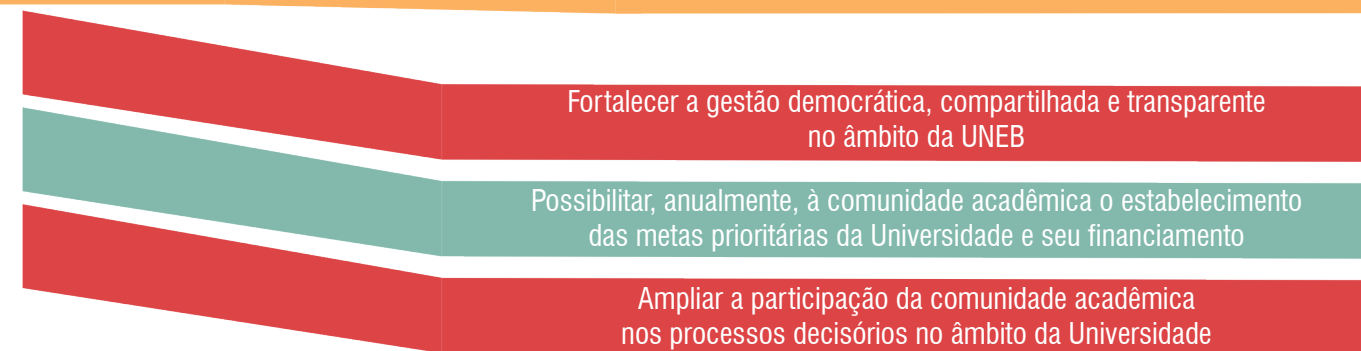 Fortalecer a gestão democrática, compartilhada e transparente
no âmbito da UNEB
Possibilitar, anualmente, à comunidade acadêmica o estabelecimento
das metas prioritárias da Universidade e seu financiamento
Ampliar a participação da comunidade acadêmica
nos processos decisórios no âmbito da Universidade